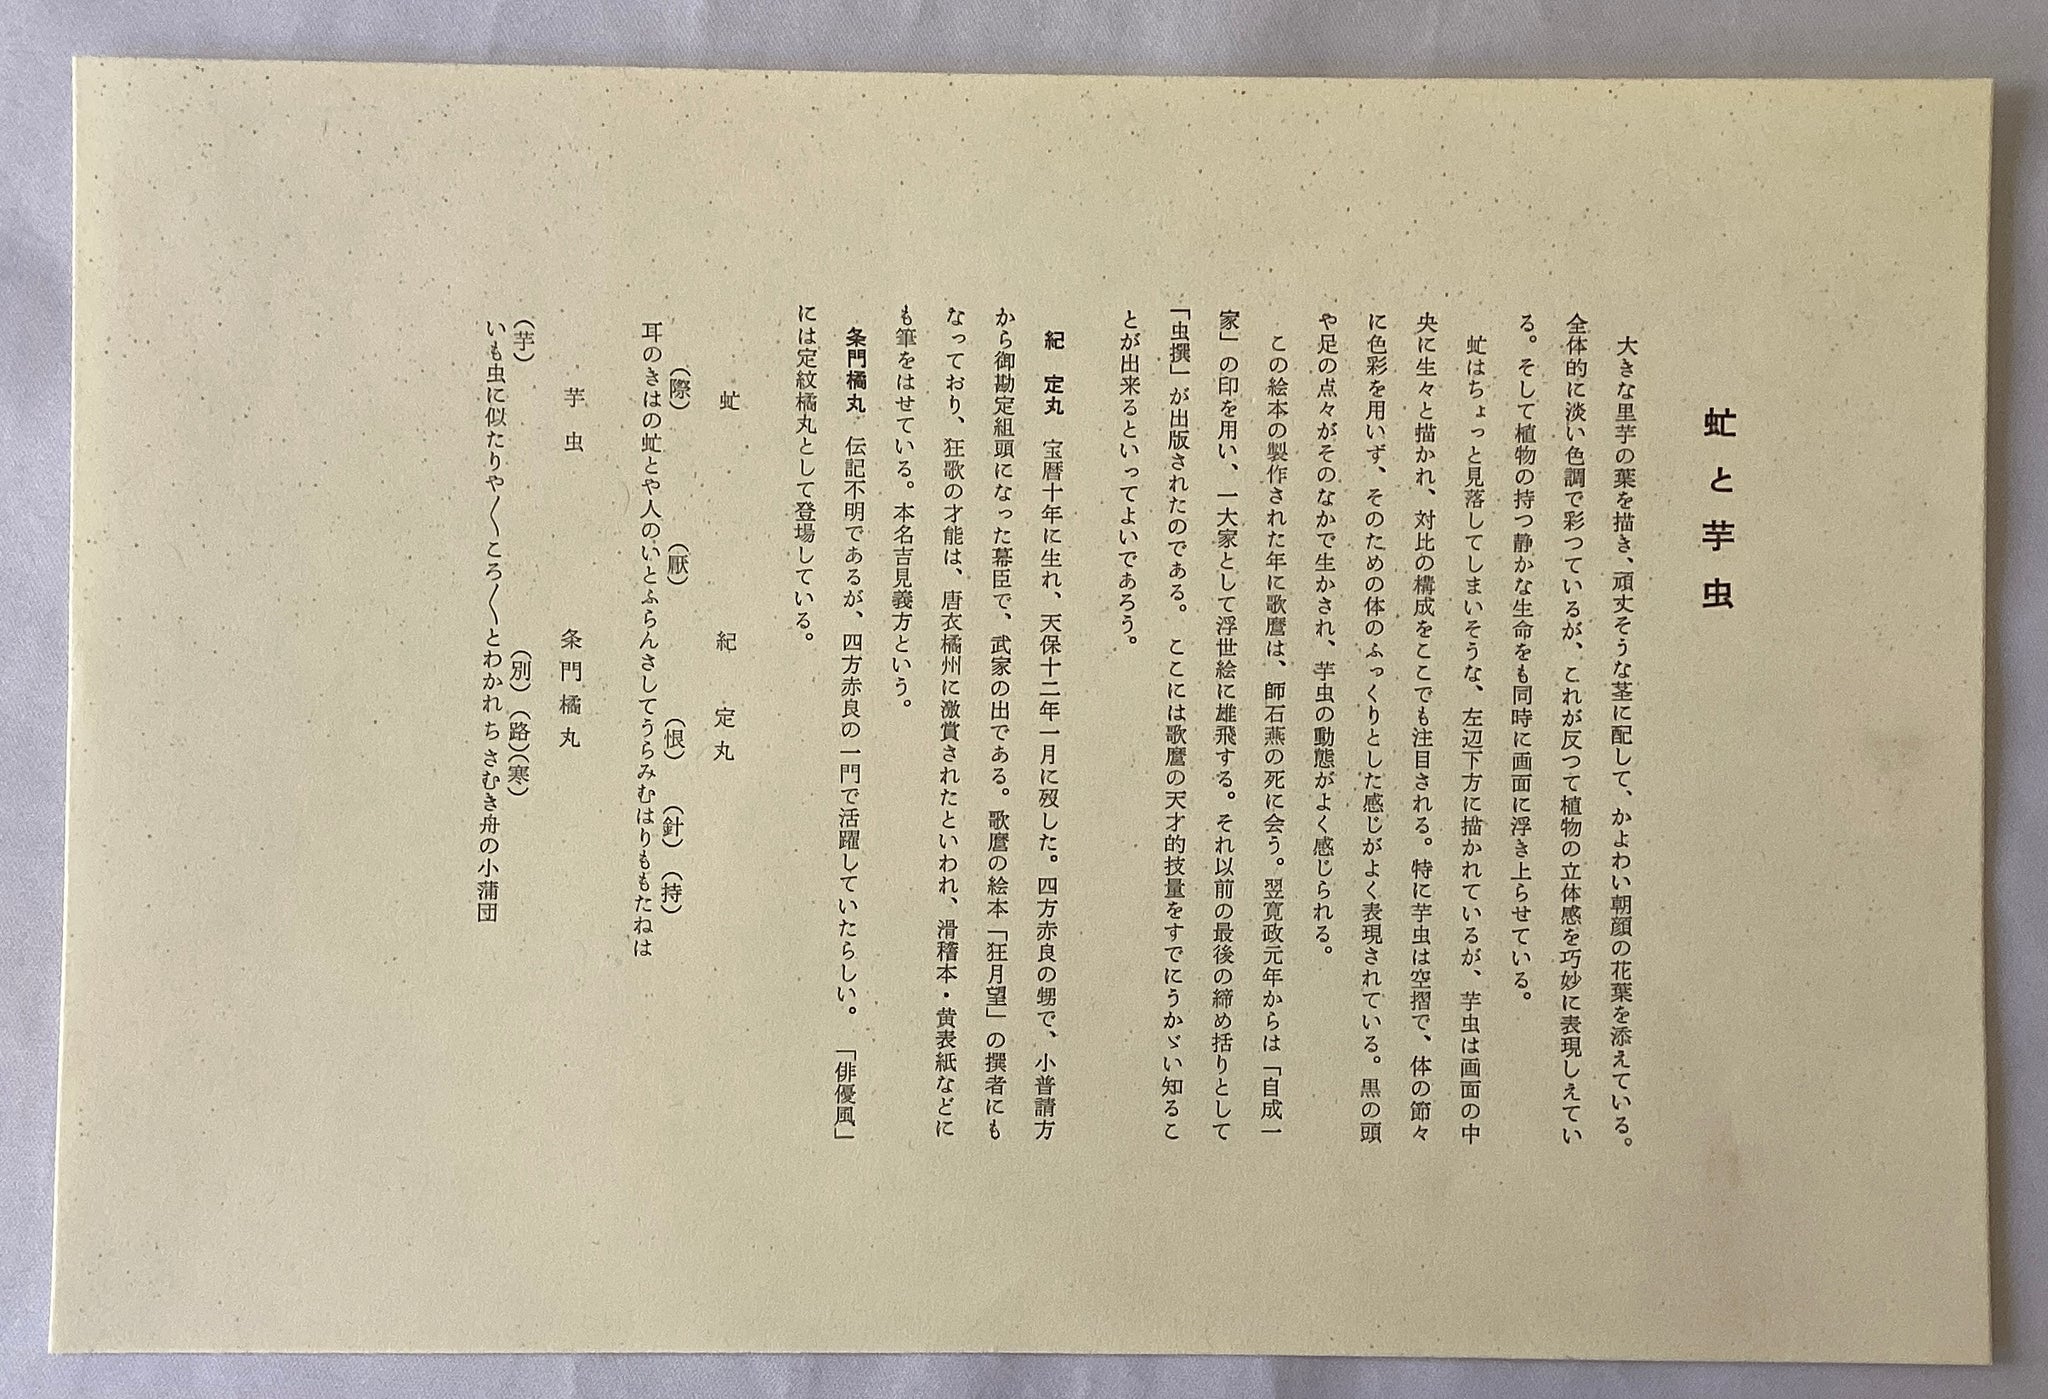 虻と芋虫
大きな里芋の葉を描き、頑丈そうな茎に配して、かよわい朝顔の花葉を添えている。
全体的に淡い色調で彩つているが、これが反つて植物の立体感を巧妙に表現しえてい
る。そして植物の持つ静かな生命をも同時に画面に浮き上らせている。
虻はちょっと見落してしまいそうな、左辺下方に描かれているが、芋虫は画面の中
央に生々と描かれ、対比の構成をここでも注目される。特に芋虫は空摺で、体の節々
に色彩を用いず、そのための体のふっくりとした感じがよく表現されている。黒の頭
や足の点々がそのなかで生かされ、芋虫の動態がよく感じられる。
この絵本の製作された年に歌麿は、師石燕の死に会う。翌寛政元年からは「自成一
家」の印を用い、一大家として浮世絵に雄飛する。それ以前の最後の締め括りとして
「虫撰」が出版されたのである。ここには歌麿の天才的技量をすでにうかゞい知るこ
とが出来るといってよいであろう。
紀 定丸 宝暦十年に生れ、天保十二年一月に歿した。四方赤良の甥で、小普請方
から御勘定組頭になった幕臣で、武家の出である。歌麿の絵本「狂月望」の撰者にも
なっており、狂歌の才能は、唐衣橘州に激賞されたといわれ、滑稽本・黄表紙などに
も筆をはせている。本名吉見義方という。
条門橘丸 伝記不明であるが、四方赤良の一門で活躍していたらしい。「俳優風」
には定紋橘丸として登場している。
虻 紀 定丸
(際) (厭) (恨) (針) (持)
耳のきはの虻とや人のいとふらんさしてうらみむはりももたねは
芋虫 条門橘丸
(芋) (別)(路)(寒)
いも虫に似たりや〳〵ころ〳〵とわかれちさむき舟の小蒲団